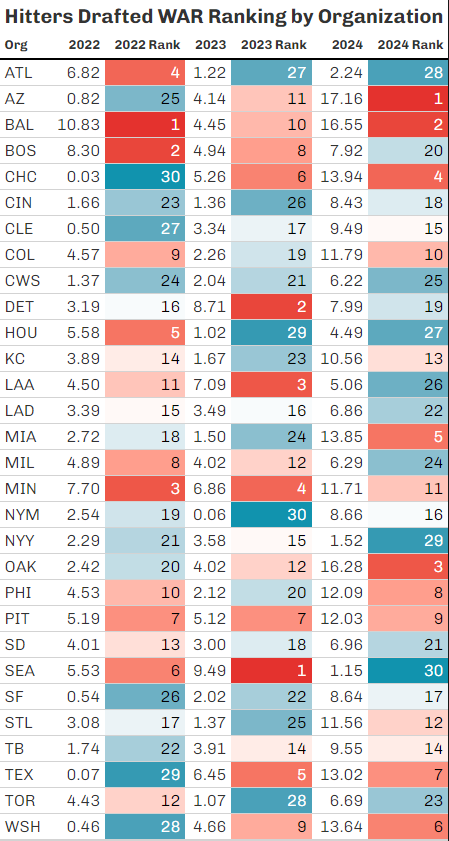 Hitters Drafted WAR Ranking by Organization
Org 2022 2022 Rank 2023 2023 Rank 2024 2024 Rank
ATL 6.82 4 1.22 27 2.24 28
AZ 0.82 25 4.14 11 17.16 1
BAL 10.83 1 4.45 10 16.55 2
BOS 8.30 2 4.94 8 7.92 20
CHC 0.03 30 5.26 6 13.94 4
CIN 1.66 23 1.36 26 8.43 18
CLE 0.50 27 3.34 17 9.49 15
COL 4.57 9 2.26 19 11.79 10
CWS 1.37 24 2.04 21 6.22 25
DET 3.19 16 8.71 2 7.99 19
HOU 5.58 5 1.02 29 4.49 27
KC 3.89 14 1.67 23 10.56 13
LAA 4.50 11 7.09 3 5.06 26
LAD 3.39 15 3.49 16 6.86 22
MIA 2.72 18 1.50 24 13.85 5
MIL 4.89 8 4.02 12 6.29 24
MIN 7.70 3 6.86 4 11.71 11
NYM 2.54 19 0.06 30 8.66 16
NYY 2.29 21 3.58 15 1.52 29
OAK 2.42 20 4.02 12 16.28 3
PHI 4.53 10 2.12 20 12.09 8
PIT 5.19 7 5.12 7 12.03 9
SD 4.01 13 3.00 18 6.96 21
SEA 5.53 6 9.49 1 1.15 30
SF 0.54 26 2.02 22 8.64 17
STL 3.08 17 1.37 25 11.56 12
TB 1.74 22 3.91 14 9.55 14
TEX 0.07 29 6.45 5 13.02 7
TOR 4.43 12 1.07 28 6.69 23
WSH 0.46 28 4.66 9 13.64 6